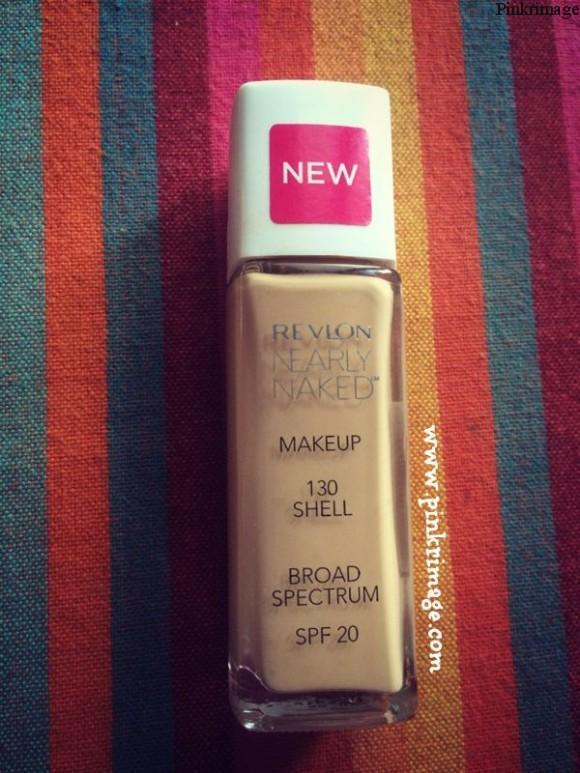 Pinkrimage
NEW
REVLON
NEARLY
NAKED™
MAKEUP
130
SHELL
BROAD
SPECTRUM
SPF 20
www.pinkrimage.com